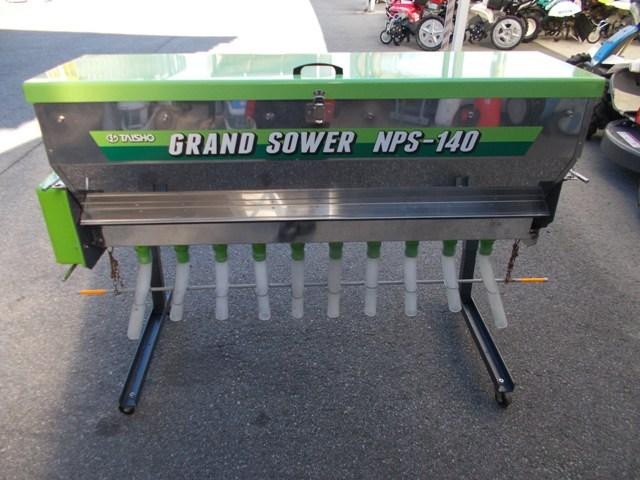 TAISHO GRAND SOWER NPS-140